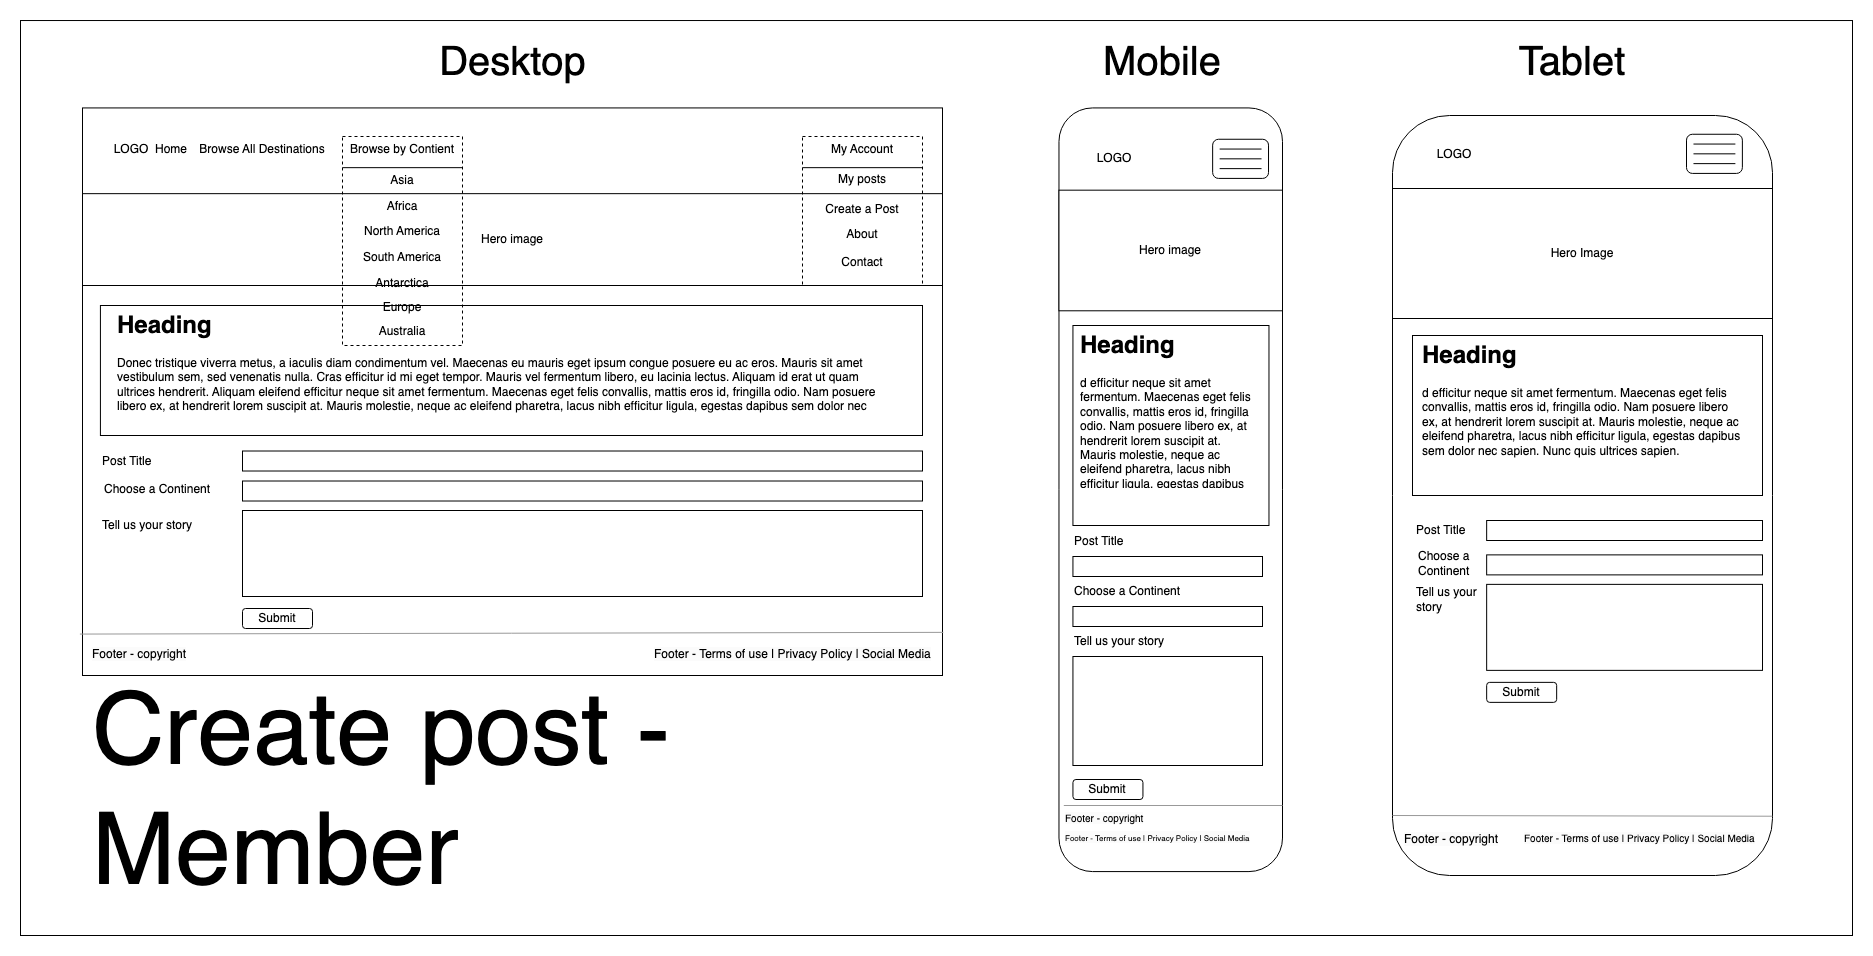 Desktop
LOGO Home Browse All Destinations Browse by Contient My Account
Asia
Africa
North America
South America
Antarctica
Europe
Australia
My posts
Create a Post
About
Contact
Hero image
Heading
Donec tristique viverra metus, a iaculis diam condimentum vel. Maecenas eu mauris eget ipsum congue posuere eu ac eros. Mauris sit amet
vestibulum sem, sed venenatis nulla. Cras efficitur id mi eget tempor. Mauris vel fermentum libero, eu lacinia lectus. Aliquam id erat ut quam
ultrices hendrerit. Aliquam eleifend efficitur neque sit amet fermentum. Maecenas eget felis convallis, mattis eros id, fringilla odio. Nam posuere
libero ex, at hendrerit lorem suscipit at. Mauris molestie, neque ac eleifend pharetra, lacus nibh efficitur ligula, egestas dapibus sem dolor nec
Post Title
Choose a Continent
Tell us your story
Submit
Footer - copyright Footer - Terms of use | Privacy Policy | Social Media
Create post -
Member
Mobile
LOGO
Hero image
Heading
d efficitur neque sit amet
fermentum. Maecenas eget felis
convallis, mattis eros id, fringilla
odio. Nam posuere libero ex, at
hendrerit lorem suscipit at.
Mauris molestie, neque ac
eleifend pharetra, lacus nibh
efficitur ligula, egestas dapibus
Post Title
Choose a Continent
Tell us your story
Submit
Footer - copyright
Footer - Terms of use | Privacy Policy | Social Media
Tablet
LOGO
Hero Image
Heading
d efficitur neque sit amet fermentum. Maecenas eget felis
convallis, mattis eros id, fringilla odio. Nam posuere libero
ex, at hendrerit lorem suscipit at. Mauris molestie, neque ac
eleifend pharetra, lacus nibh efficitur ligula, egestas dapibus
sem dolor nec sapien. Nunc quis ultrices sapien.
Post Title
Choose a
Continent
Tell us your
story
Submit
Footer - copyright Footer - Terms of use | Privacy Policy | Social Media